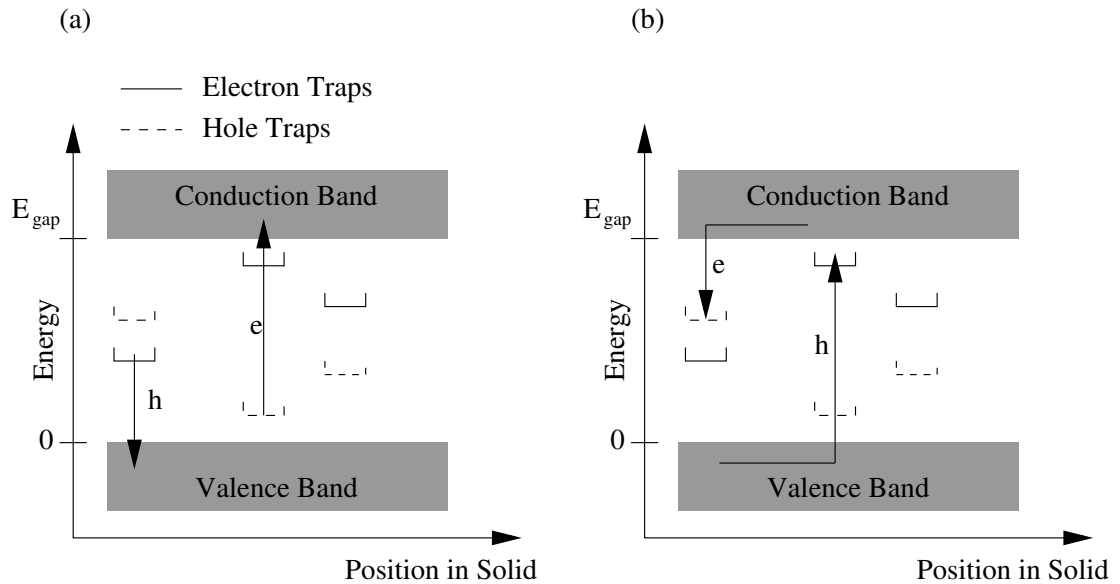 (a)
Electron Traps
Hole Traps
Conduction Band
E gap
e
Energy
h
0
Valence Band
Position in Solid
(b)
Conduction Band
E gap
e
Energy
h
0
Valence Band
Position in Solid